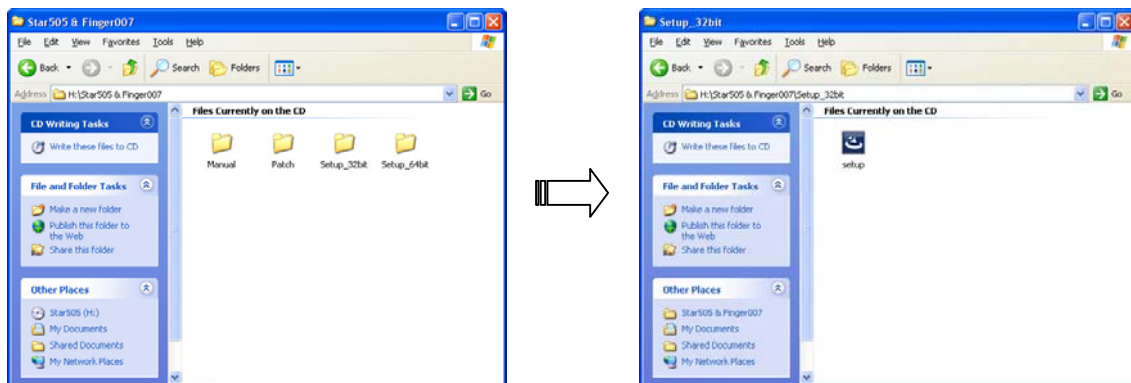 Star505 & Finger007
File Edit View Favorites Tools Help
Back Search Folders
Address H:\Star505 & Finger007 Go
CD Writing Tasks
Write these files to CD
File and Folder Tasks
Make a new folder
Publish this folder to
the Web
Share this folder
Other Places
Star505 (H:)
My Documents
Shared Documents
My Network Places
Files Currently on the CD
Manual Patch Setup_32bit Setup_64bit
Setup_32bit
File Edit View Favorites Tools Help
Back Search Folders
Address H:\Star505 & Finger007\Setup_32bit Go
CD Writing Tasks
Write these files to CD
File and Folder Tasks
Make a new folder
Publish this folder to
the Web
Share this folder
Other Places
Star505 & Finger007
My Documents
Shared Documents
My Network Places
Files Currently on the CD
setup